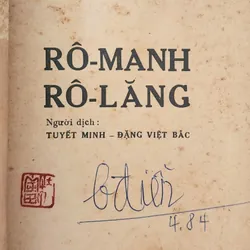 RÔ-MANH
RÔ-LĂNG
Người dịch:
TUYẾT MINH – ĐẶNG VIỆT BẮC
4.84